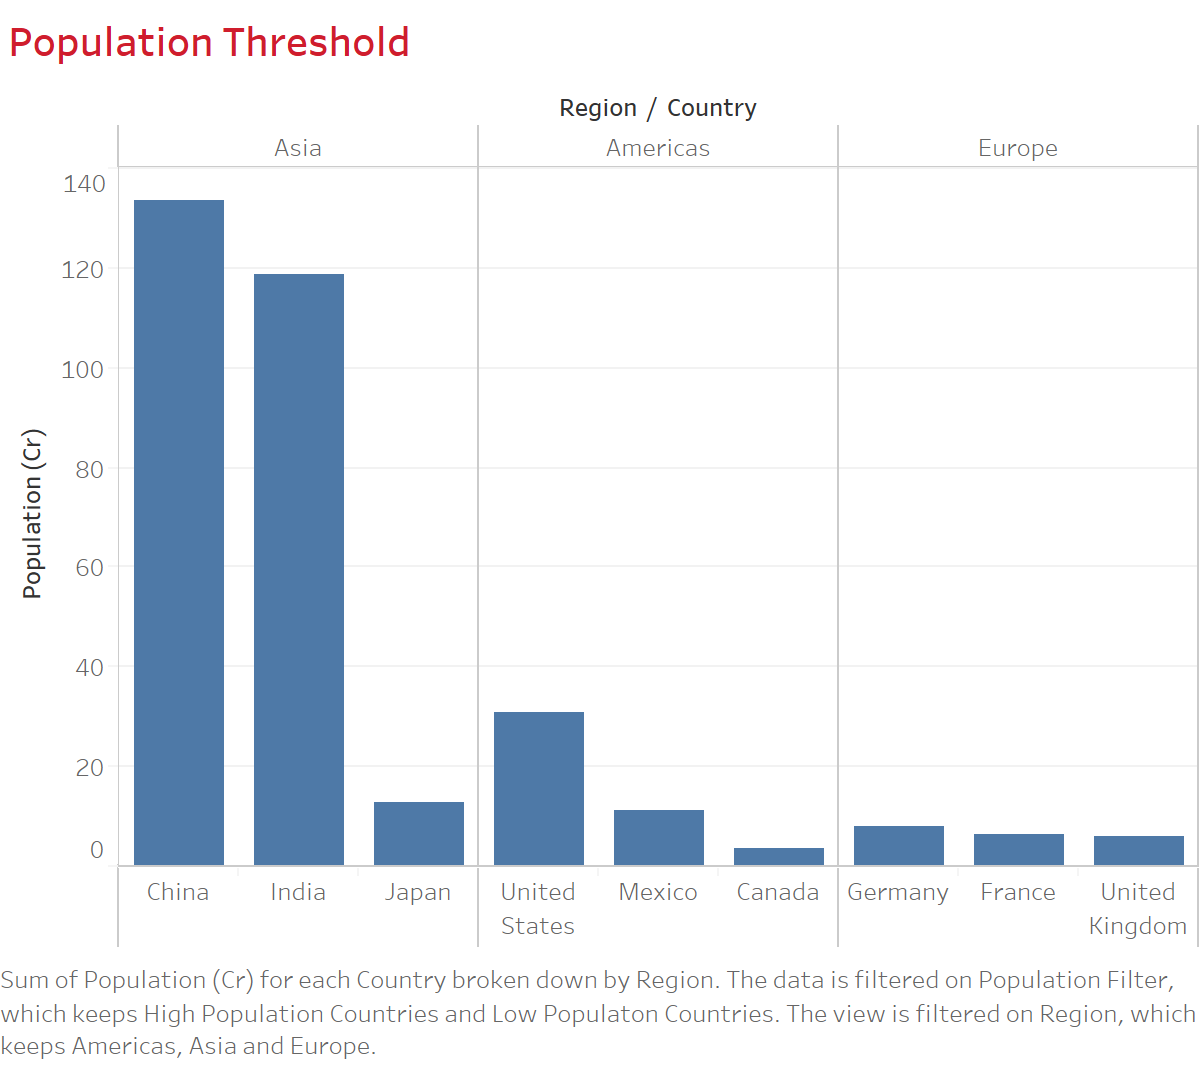 Population Threshold
Region / Country
Asia
Americas
Europe
Population (Cr)
140
120
100
80
60
40
20
0
China
India
Japan
United
States
Mexico
Canada
Germany
France
United
Kingdom
Sum of Population (Cr) for each Country broken down by Region. The data is filtered on Population Filter,
which keeps High Population Countries and Low Populaton Countries. The view is filtered on Region, which
keeps Americas, Asia and Europe.